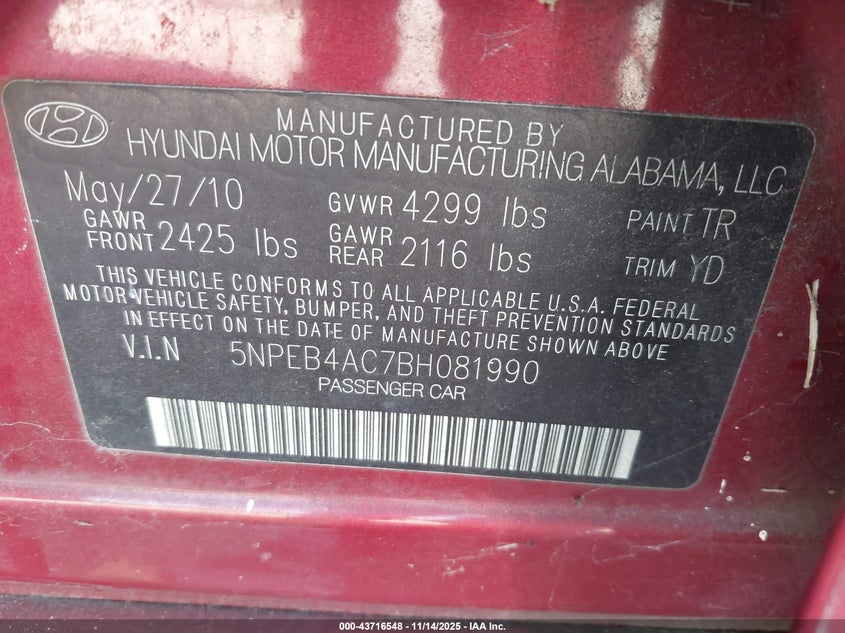 MANUFACTURED BY
HYUNDAI MOTOR MANUFACTURING ALABAMA, LLC
May/27/10 GVWR 4299 lbs PAINT TR
GAWR FRONT 2425 lbs GAWR REAR 2116 lbs TRIM YD
THIS VEHICLE CONFORMS TO ALL APPLICABLE U.S.A. FEDERAL
MOTOR VEHICLE SAFETY, BUMPER, AND THEFT PREVENTION STANDARDS
IN EFFECT ON THE DATE OF MANUFACTURE SHOWN ABOVE
V.I.N 5NPEB4AC7BH081990
PASSENGER CAR
000-43716548 - 11/14/2025 - IAA Inc.